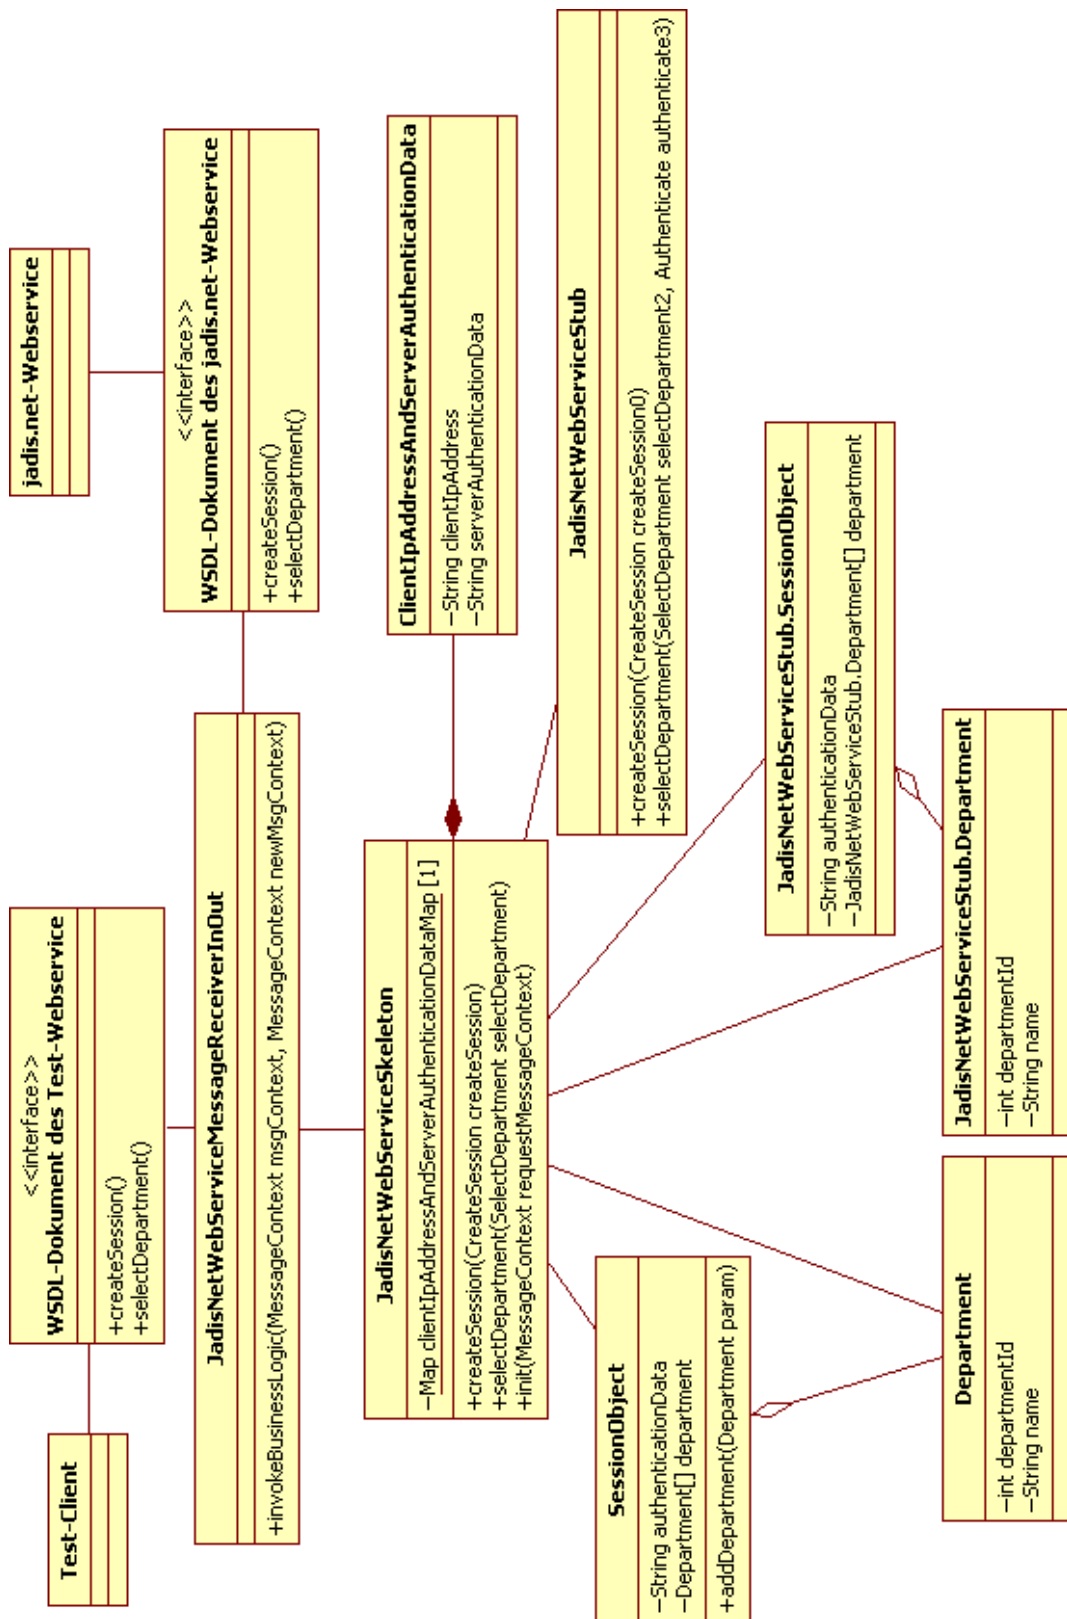 Test-Client
<<interface>>
WSDL-Dokument des Test-Webservice
+createSession()
+selectDepartment()
jadis.net-Webservice
<<interface>>
WSDL-Dokument des jadis.net-Webservice
+createSession()
+selectDepartment()
JadisNetWebServiceMessageReceiverInOut
+invokeBusinessLogic(MessageContext msgContext, MessageContext newMsgContext)
JadisNetWebServiceSkeleton
-Map clientIpAddressAndServerAuthenticationDataMap [1]
+createSession(CreateSession createSession)
+selectDepartment(SelectDepartment selectDepartment)
+init(MessageContext requestMessageContext)
ClientIpAddressAndServerAuthenticationData
-String clientIpAddress
-String serverAuthenticationData
JadisNetWebServiceStub
+createSession(CreateSession createSession0)
+selectDepartment(SelectDepartment selectDepartment2, Authenticate authenticate3)
SessionObject
-String authenticationData
-Department[] department
+addDepartment(Department param)
JadisNetWebServiceStub.SessionObject
-String authenticationData
-JadisNetWebServiceStub.Department[] department
Department
-int departmentId
-String name
JadisNetWebServiceStub.Department
-int departmentId
-String name